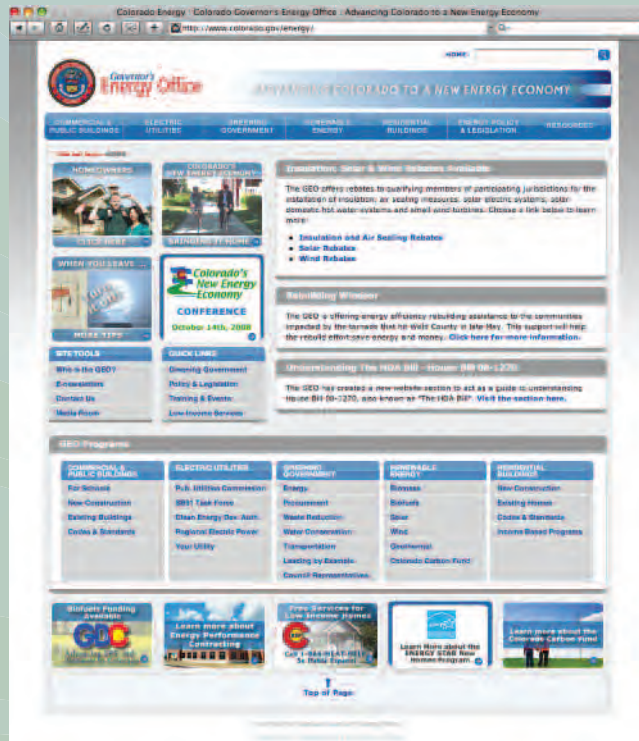 Colorado Energy : Colorado Governor's Energy Office : Advancing Colorado to a New Energy Economy
http://www.colorado.gov/energy/
HOME
Governor's
Energy Office
ADVANCING COLORADO TO A NEW ENERGY ECONOMY
COMMERCIAL &
PUBLIC BUILDINGS
ELECTRIC
UTILITIES
GREENING
GOVERNMENT
RENEWABLE
ENERGY
RESIDENTIAL
BUILDINGS
ENERGY POLICY
& LEGISLATION
RESOURCES
HOMEOWNERS
CLICK HERE
COLORADO'S
NEW ENERGY ECONOMY
BRINGING IT HOME
WHEN YOU LEAVE ...
MORE TIPS
Colorado's
New Energy
Economy
CONFERENCE
October 14th, 2008
SITE TOOLS
Who is the GEO?
E-newsletters
Contact Us
Media Room
QUICK LINKS
Greening Government
Policy & Legislation
Training & Events
Low-Income Services
Insulation, Solar & Wind Rebates Available
The GEO offers rebates to qualifying members of participating jurisdictions for the
installation of insulation, air sealing measures, solar electric systems, solar
domestic hot water systems and small wind turbines. Choose a link below to learn
more:
• Insulation and Air Sealing Rebates
• Solar Rebates
• Wind Rebates
Rebuilding Windsor
The GEO is offering energy efficiency rebuilding assistance to the communities
impacted by the tornado that hit Weld County in late May. This support will help
the rebuild effort save energy and money. Click here for more information.
Understanding The HOA Bill - House Bill 08-1270
The GEO has created a new website section to act as a guide to understanding
House Bill 08-1270, also known as "The HOA Bill". Visit the section here.
GEO Programs
COMMERCIAL &
PUBLIC BUILDINGS
For Schools
New Construction
Existing Buildings
Codes & Standards
ELECTRIC UTILITIES
Pub. Utilities Commission
SB91 Task Force
Clean Energy Dev. Auth.
Regional Electric Power
Your Utility
GREENING
GOVERNMENT
Energy
Procurement
Waste Reduction
Water Conservation
Transportation
Leading by Example
Council Representatives
RENEWABLE
ENERGY
Biomass
Biofuels
Solar
Wind
Geothermal
Colorado Carbon Fund
RESIDENTIAL
BUILDINGS
New Construction
Existing Homes
Codes & Standards
Income Based Programs
Biofuels Funding
Available
Learn more about
Energy Performance
Contracting
Free Services for
Low Income Homes
Learn More about the
ENERGY STAR New
Homes Program
Learn more about the
Colorado Carbon Fund
Top of Page